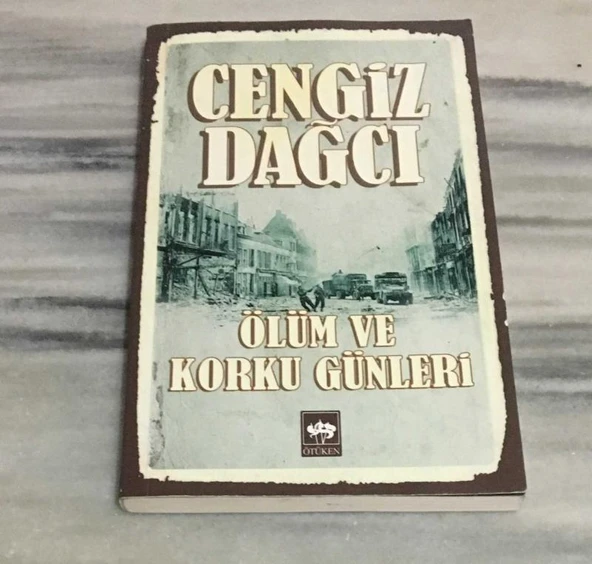 CENGİZ
DAĞCI
ÖLÜM VE
KORKU GÜNLERİ
ÖTÜKEN